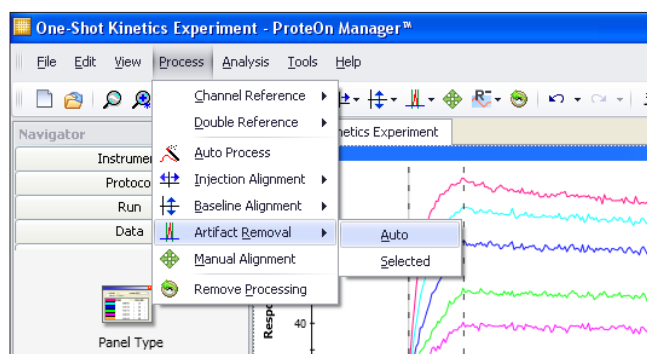 One-Shot Kinetics Experiment - ProteOn Manager™
File Edit View Process Analysis Tools Help
Navigator
Instrume
Protoco
Run
Data
Panel Type
Channel Reference
Double Reference
Auto Process
Injection Alignment
Baseline Alignment
Artifact Removal
Manual Alignment
Remove Processing
Auto
Selected
netics Experiment
Respo
40